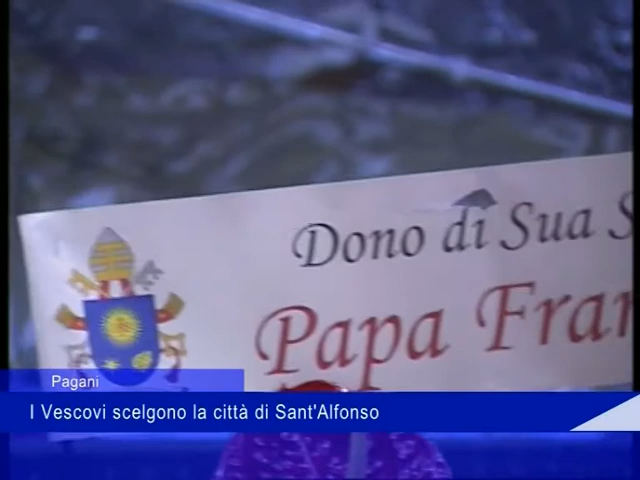 Dono di Sua S
Papa Fran
Pagani
I Vescovi scelgono la città di Sant'Alfonso